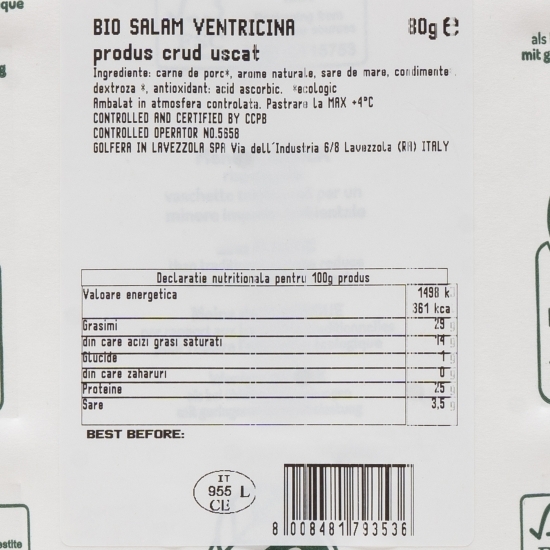 que
BIO SALAM VENTRICINA 80g ℮
produs crud uscat
Ingrediente: carne de porc*, arome naturale, sare de mare, condimente,
dextroza *, antioxidant: acid ascorbic. *ecologic
Ambalat in atmosfera controlata. Pastrare la MAX +4°C
CONTROLLED AND CERTIFIED BY CCPB
CONTROLLED OPERATOR NO.5658
GOLFERA IN LAVEZZOLA SPA Via dell'Industria 6/8 Lavezzola (RA) ITALY
als
mit g
Declaratie nutritionala pentru 100g produs
Valoare energetica 1498 k
361 kca
Grasimi 29 g
din care acizi grasi saturati 14 g
Glucide 1 g
din care zaharuri 0 g
Proteine 25 g
Sare 3,5 g
BEST BEFORE:
IT
955 L
CE
8 008481 793536
estite